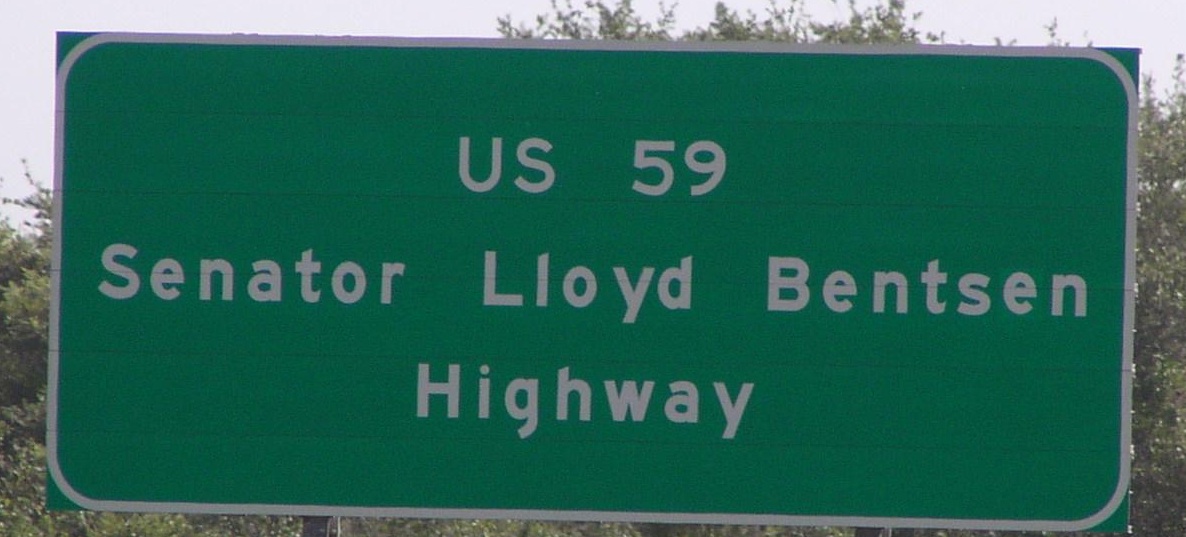 US 59
Senator Lloyd Bentsen
Highway